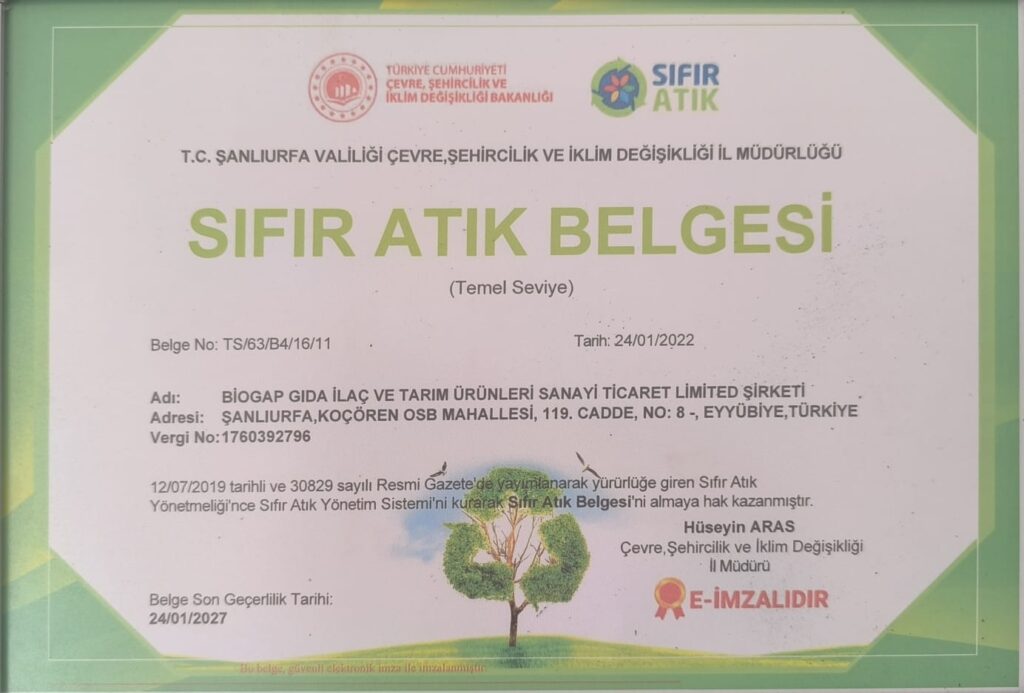 TÜRKİYE CUMHURİYETİ
ÇEVRE, ŞEHİRCİLİK VE
İKLİM DEĞİŞİKLİĞİ BAKANLIĞI
SIFIR
ATIK
T.C. ŞANLIURFA VALİLİĞİ ÇEVRE,ŞEHİRCİLİK VE İKLİM DEĞİŞİKLİĞİ İL MÜDÜRLÜĞÜ
SIFIR ATIK BELGESİ
(Temel Seviye)
Belge No: TS/63/B4/16/11 Tarih: 24/01/2022
Adı: BİOGAP GIDA İLAÇ VE TARIM ÜRÜNLERİ SANAYİ TİCARET LİMİTED ŞİRKETİ
Adresi: ŞANLIURFA,KOÇÖREN OSB MAHALLESİ, 119. CADDE, NO: 8 -, EYYÜBİYE,TÜRKİYE
Vergi No:1760392796
12/07/2019 tarihli ve 30829 sayılı Resmi Gazete'de yayımlanarak yürürlüğe giren Sıfır Atık
Yönetmeliği'nce Sıfır Atık Yönetim Sistemi'ni kurarak Sıfır Atık Belgesi'ni almaya hak kazanmıştır.
Hüseyin ARAS
Çevre,Şehircilik ve İklim Değişikliği
İl Müdürü
E-İMZALIDIR
Belge Son Geçerlilik Tarihi:
24/01/2027
Bu belge, güvenli elektronik imza ile imzalanmıştır.